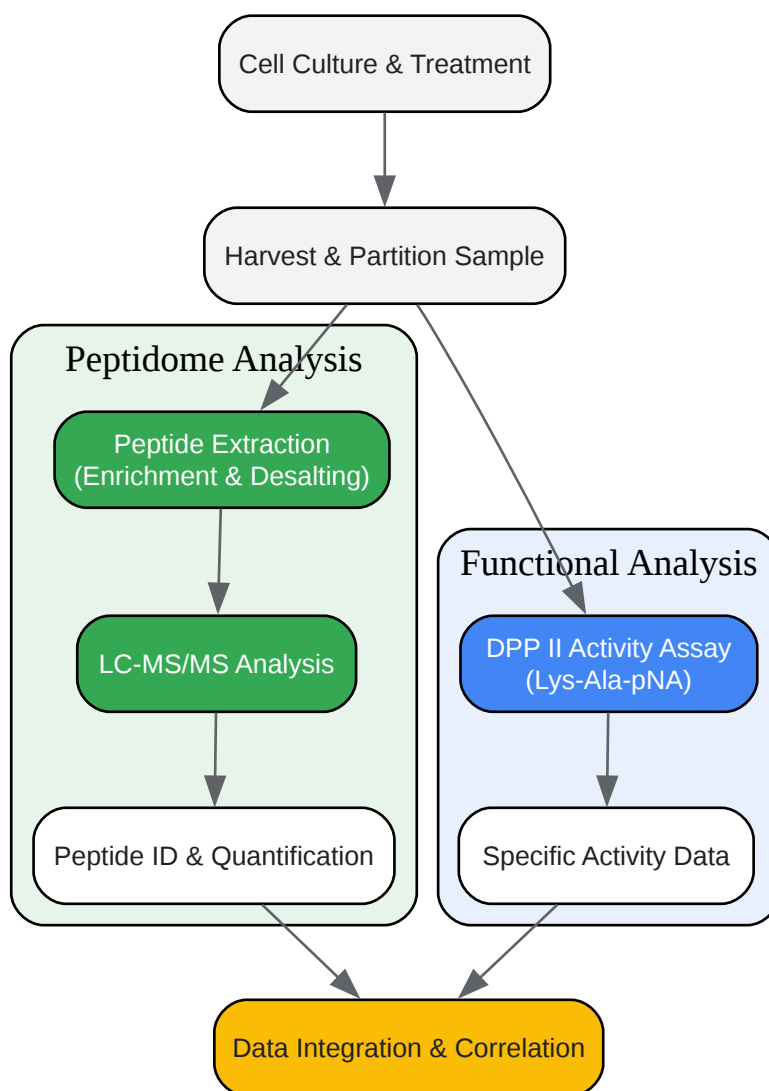 Cell Culture & Treatment
Harvest & Partition Sample
Peptidome Analysis
Peptide Extraction
(Enrichment & Desalting)
LC-MS/MS Analysis
Peptide ID & Quantification
Functional Analysis
DPP II Activity Assay
(Lys-Ala-pNA)
Specific Activity Data
Data Integration & Correlation